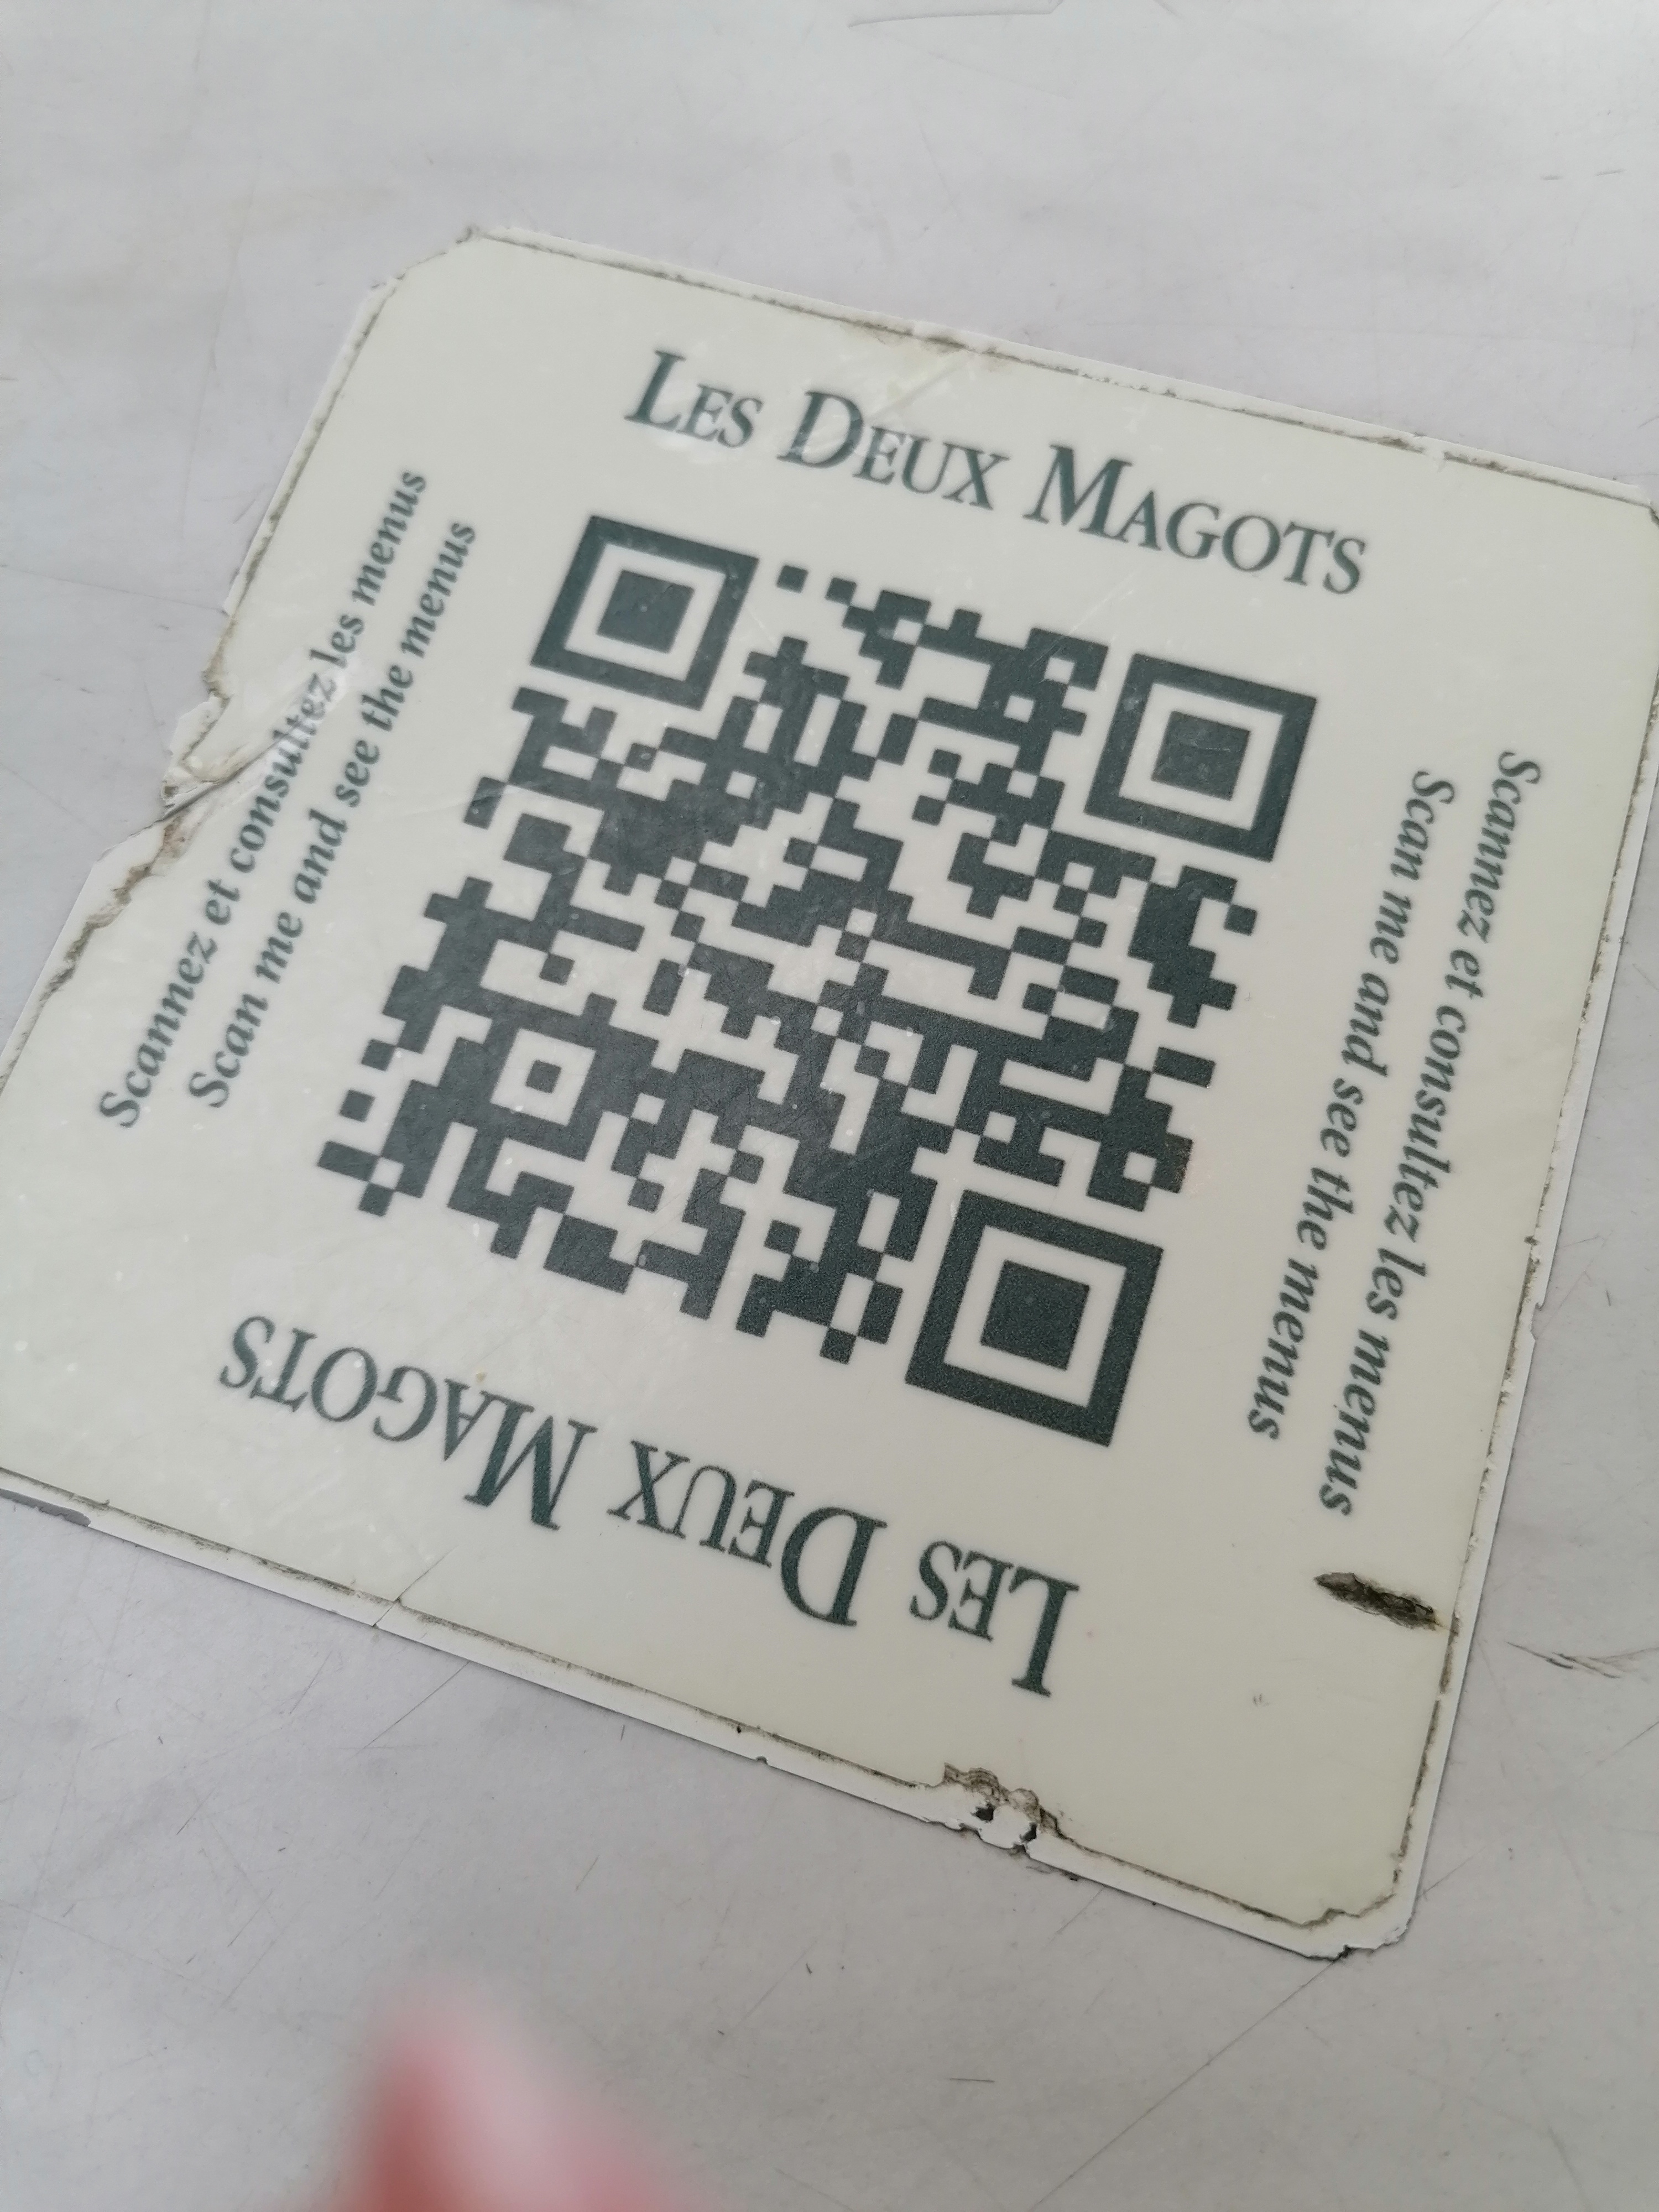 Les Deux Magots
Scannez et consultez les menus
Scan me and see the menus
Scannez et consultez les menus
Scan me and see the menus
Les Deux Magots